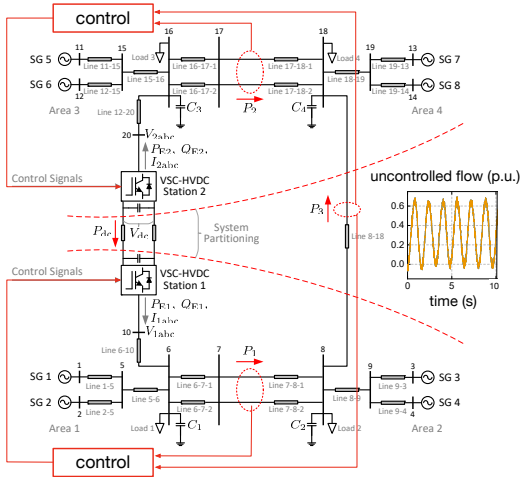 control
16
17
18
SG 5
11
15
Load 3
Load 4
19
13
SG 7
Line 11-15
Line 16-17-1
Line 17-18-1
Line 19-13
Line 15-16
Line 18-19
SG 6
12
Line 12-15
Line 16-17-2
Line 17-18-2
Line 19-14
14
SG 8
Area 3
Line 12-20
C3
P2
C4
Area 4
20
V2abc
PE2, QE2,
I2abc
Control Signals
VSC-HVDC
Station 2
uncontrolled flow (p.u.)
P3
Pdc
Vdc
System
Partitioning
Line 8-18
0.6
0.4
0.2
0.0
0
5
10
time (s)
Control Signals
VSC-HVDC
Station 1
PE1, QE1,
I1abc
10
V1abc
Line 6-10
6
7
P1
8
SG 1
1
5
9
3
SG 3
Line 1-5
Line 6-7-1
Line 7-8-1
Line 9-3
Line 5-6
Line 8-9
SG 2
2
Line 2-5
Line 6-7-2
Line 7-8-2
Line 9-4
4
SG 4
Area 1
Load 1
C1
C2
Load 2
Area 2
control